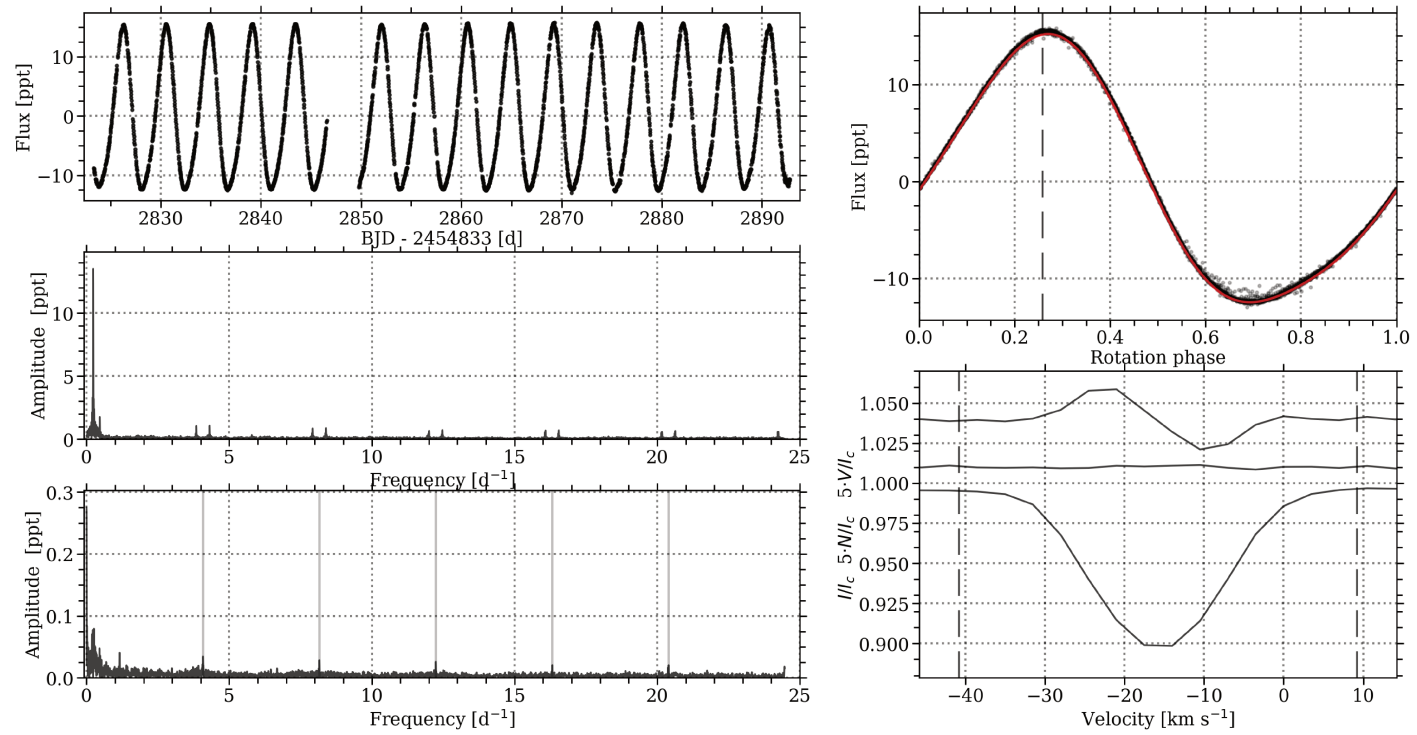 Flux [ppt]
10
0
−10
2830 2840 2850 2860 2870 2880 2890
BJD - 2454833 [d]
Amplitude [ppt]
10
5
0
0 5 10 15 20 25
Frequency [d⁻¹]
Amplitude [ppt]
0.3
0.2
0.1
0.0
0 5 10 15 20 25
Frequency [d⁻¹]
Flux [ppt]
10
0
−10
0.0 0.2 0.4 0.6 0.8 1.0
Rotation phase
I/I_c 5·N/I_c 5·V/I_c
1.050
1.025
1.000
0.975
0.950
0.925
0.900
−40 −30 −20 −10 0 10
Velocity [km s⁻¹]